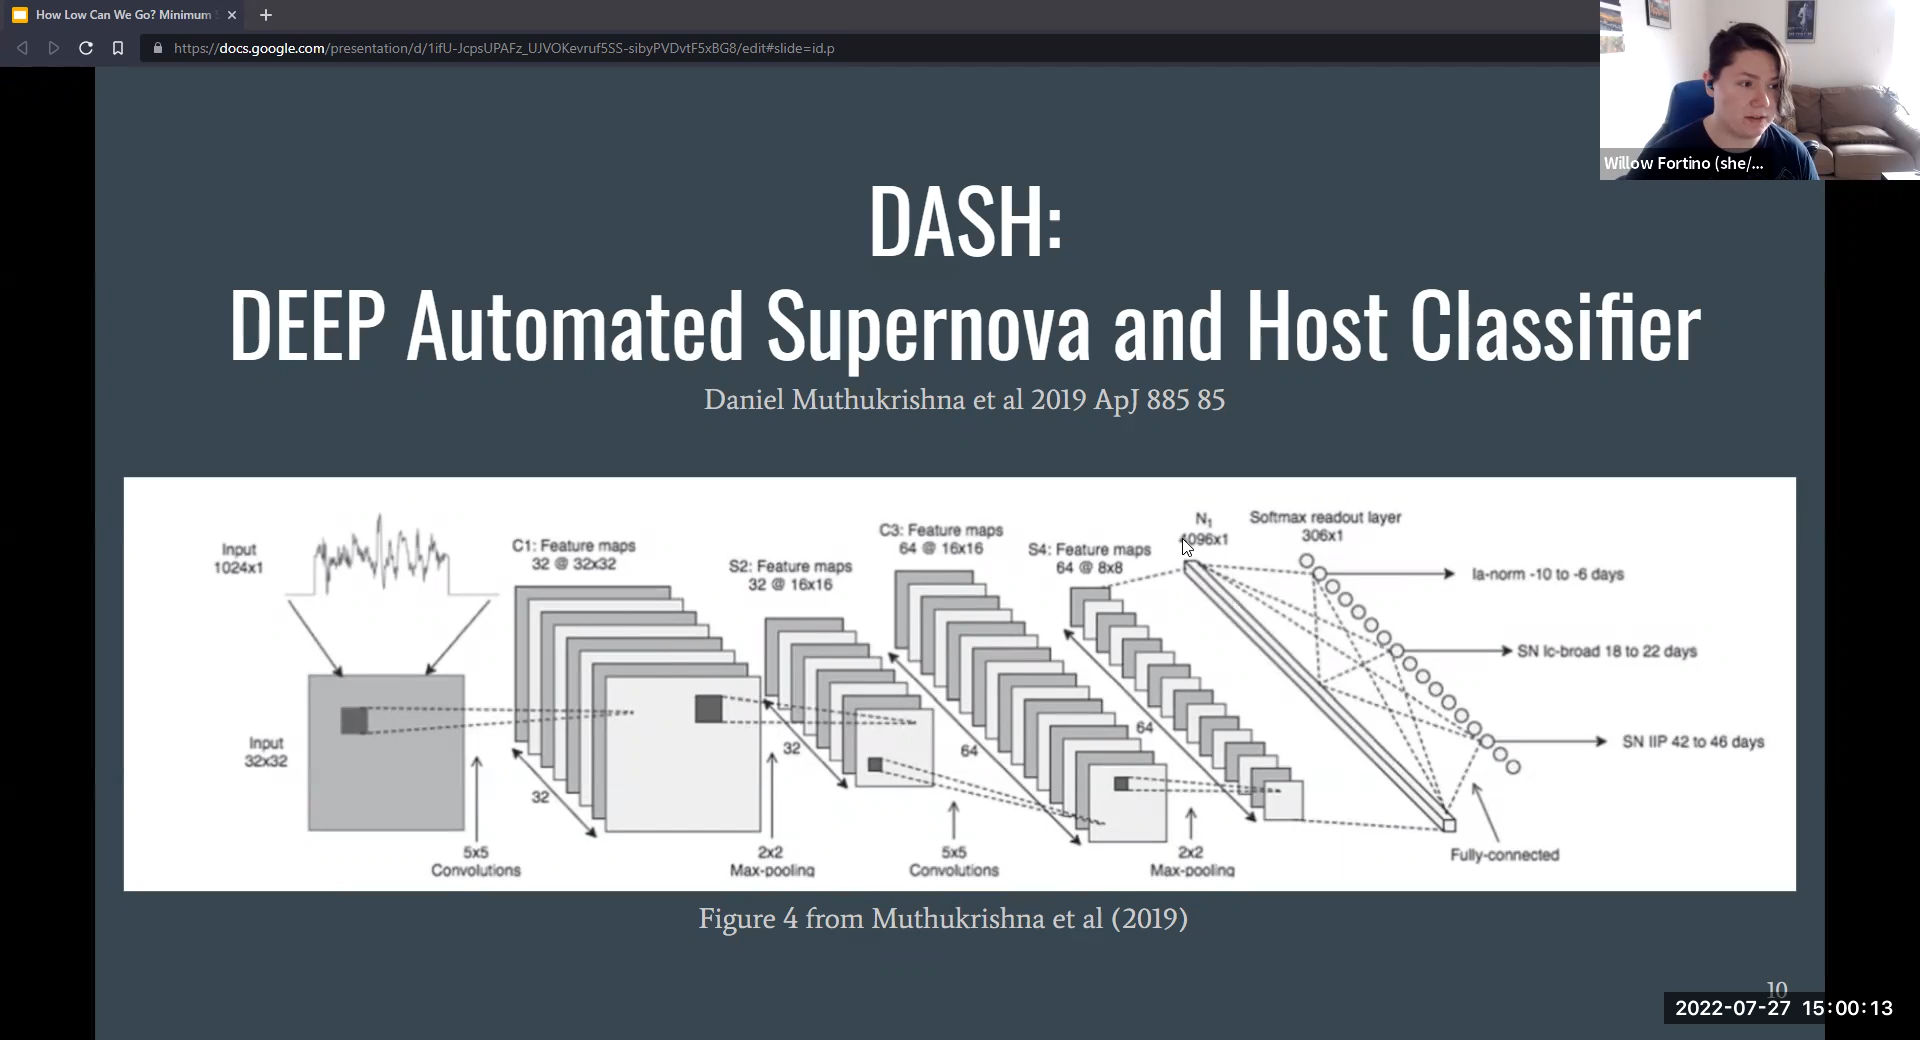 How Low Can We Go? Minimum
https://docs.google.com/presentation/d/1ifU-JcpsUPAFz_UJVOKevruf5SS-sibyPVDvtF5xBG8/edit#slide=id.p
Willow Fortino (she/...
DASH:
DEEP Automated Supernova and Host Classifier
Daniel Muthukrishna et al 2019 ApJ 885 85
Input
1024x1
C1: Feature maps
32 @ 32x32
S2: Feature maps
32 @ 16x16
C3: Feature maps
64 @ 16x16
S4: Feature maps
64 @ 8x8
N1
4096x1
Softmax readout layer
306x1
Ia-norm -10 to -6 days
SN Ic-broad 18 to 22 days
SN IIP 42 to 46 days
Input
32x32
32
32
64
64
5x5
Convolutions
2x2
Max-pooling
5x5
Convolutions
2x2
Max-pooling
Fully-connected
Figure 4 from Muthukrishna et al (2019)
10
2022-07-27 15:00:13